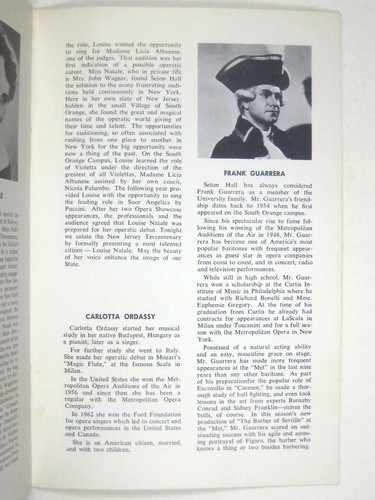 the role, Louise wanted the opportunity
to sing for Madame Licia Albanese,
one of the judges. That audition was her
first indication of a possible operatic
career. Miss Natale, who in private life
is Mrs. John Wagner, found Seton Hall
the solution to the many frustrating audi-
tions held continuously in New York.
Here in her own state of New Jersey,
hidden in the small Village of South
Orange, she found the great and magical
names of the operatic world giving of
their time and talent. The opportunities
for auditioning, so often associated with
rushing from one place to another in
New York for the big opportunity were
now a thing of the past. On the South
Orange Campus, Louise learned the role
of Violetta under the direction of the
greatest of all Violettas, Madame Licia
Albanese assisted by her own coach,
Nicola Palumbo. The following year pro-
vided Louise with the opportunity to sing
the leading role in Suor Angelica by
Puccini. After her two Opera Showcase
appearances, the professionals and the
audience agreed that Louise Natale was
prepared for her operatic debut. Tonight
we salute the New Jersey Tercentenary
by formally presenting a most talented
citizen — Louise Natale. May the beauty
of her voice enhance the image of our
State.
CARLOTTA ORDASSY
Carlotta Ordassy started her musical
study in her native Budapest, Hungary as
a pianist, later as a singer.
For further study she went to Italy.
She made her operatic debut in Mozart's
"Magic Flute," at the famous Scala in
Milan.
In the United States she won the Met-
ropolitan Opera Auditions of the Air in
1956 and since then she has been a
regular with the Metropolitan Opera
Company.
In 1962 she won the Ford Foundation
for opera singers which led to concert and
opera performances in the United States
and Canada.
She is an American citizen, married,
and with two children.
FRANK GUARRERA
Seton Hall has always considered
Frank Guarrera as a member of the
University family. Mr. Guarrera's friend-
ship dates back to 1954 when he first
appeared on the South Orange campus.
Since his spectacular rise to fame fol-
lowing his winning of the Metropolitan
Auditions of the Air in 1948, Mr. Guar-
rera has become one of America's most
popular baritones with frequent appear-
ances as guest star in opera companies
from coast to coast, and in concert, radio
and television performances.
While still in high school, Mr. Guar-
rera won a scholarship at the Curtis In-
stitute of Music in Philadelphia where he
studied with Richard Bonelli and Mme.
Euphemie Gregory. At the time of his
graduation from Curtis he already had
contracts for appearances at LaScala in
Milan under Toscanini and for a full sea-
son with the Metropolitan Opera in New
York.
Possessed of a natural acting ability
and an easy, masculine grace on stage,
Mr. Guarrera has made more frequent
appearances at the "Met" in the last nine
years than any other baritone. As part
of his preparation for the popular role of
Escamillo in "Carmen," he made a thor-
ough study of bull fighting, and even took
lessons in the art from experts Barnaby
Conrad and Sidney Franklin—minus the
bulls, of course. In this season's new
production of "The Barber of Seville" at
the "Met," Mr. Guarrera scored an out-
standing success with his agile and amus-
ing portrayal of Figaro, the barber who
knows a thing or two besides barbering.